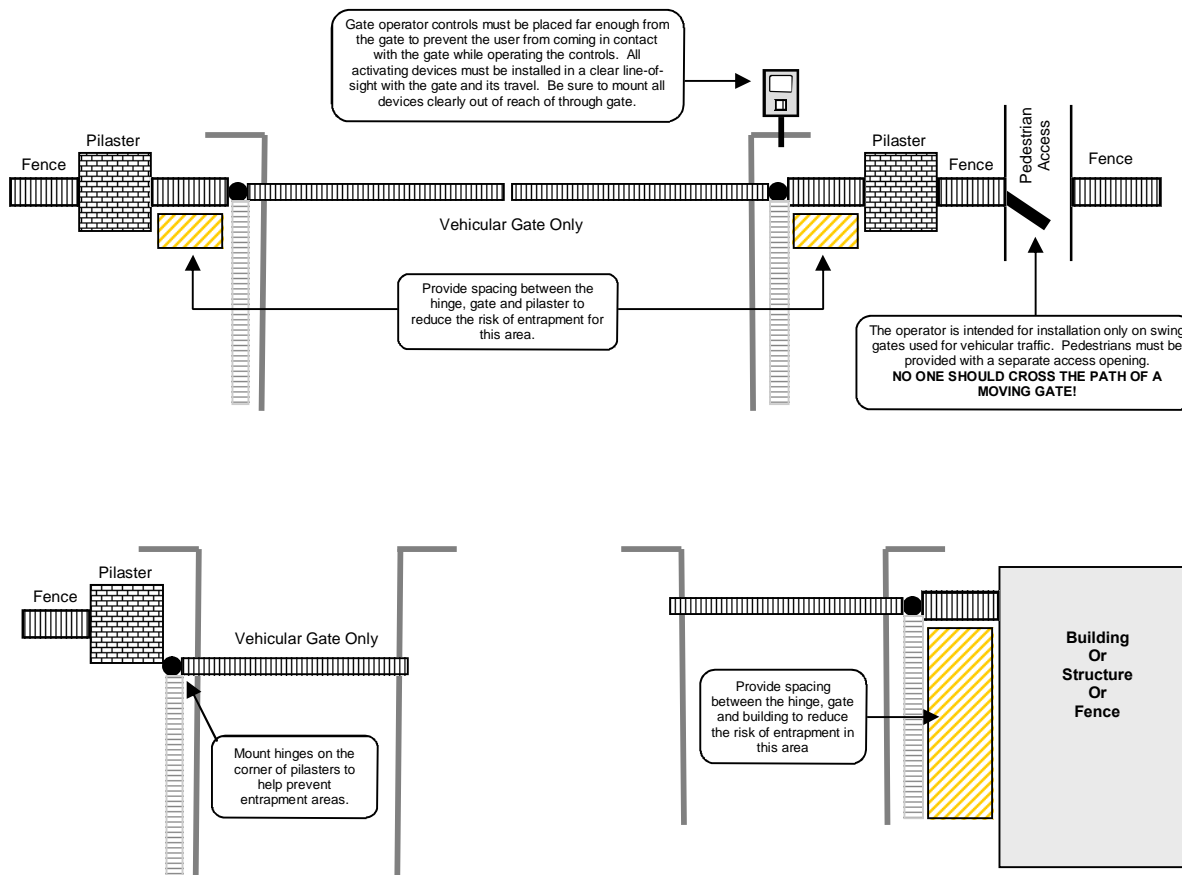 Gate operator controls must be placed far enough from
the gate to prevent the user from coming in contact
with the gate while operating the controls. All
activating devices must be installed in a clear line-of-
sight with the gate and its travel. Be sure to mount all
devices clearly out of reach of through gate.
Pilaster
Fence
Pilaster
Fence
Pedestrian
Access
Fence
Vehicular Gate Only
Provide spacing between the
hinge, gate and pilaster to
reduce the risk of entrapment for
this area.
The operator is intended for installation only on swing
gates used for vehicular traffic. Pedestrians must be
provided with a separate access opening.
NO ONE SHOULD CROSS THE PATH OF A
MOVING GATE!
Pilaster
Fence
Vehicular Gate Only
Mount hinges on the
corner of pilasters to
help prevent
entrapment areas.
Provide spacing
between the hinge, gate
and building to reduce
the risk of entrapment in
this area
Building
Or
Structure
Or
Fence